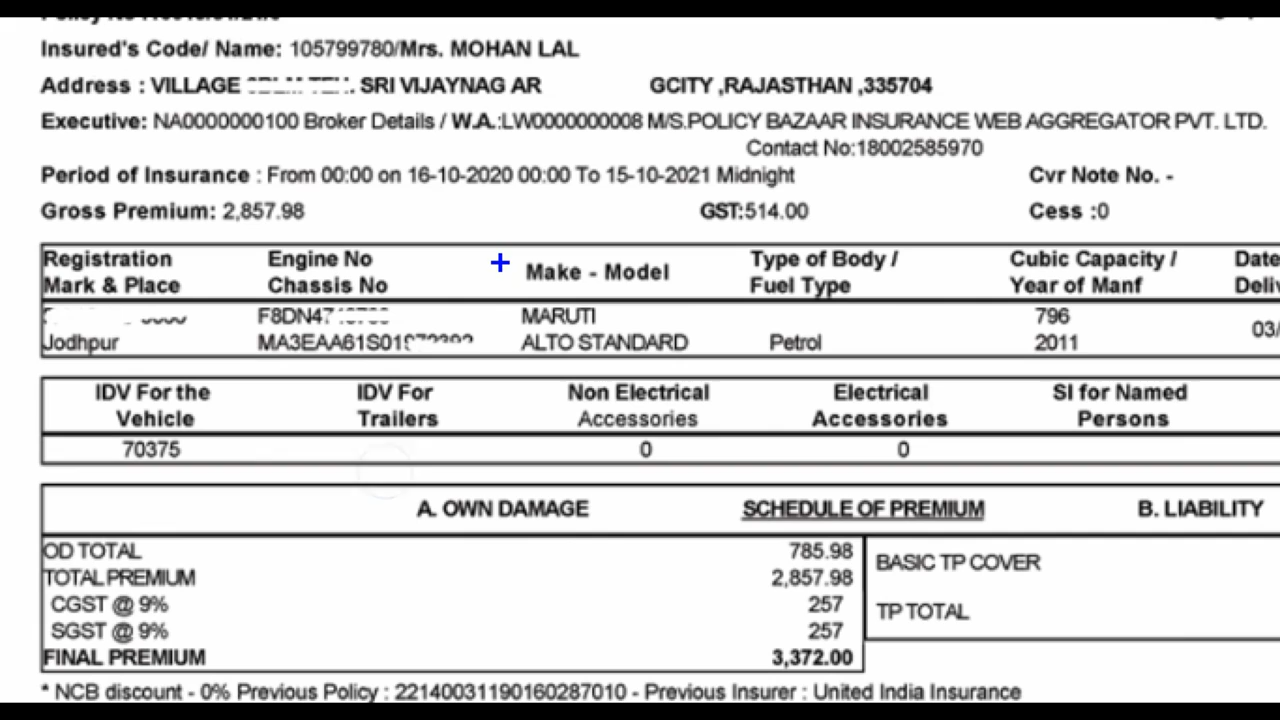 Insured's Code/ Name: 105799780/Mrs. MOHAN LAL
Address : VILLAGE SRI VIJAYNAG AR GCITY ,RAJASTHAN ,335704
Executive: NA0000000100 Broker Details / W.A.:LW0000000008 M/S.POLICY BAZAAR INSURANCE WEB AGGREGATOR PVT. LTD.
Contact No:18002585970
Period of Insurance : From 00:00 on 16-10-2020 00:00 To 15-10-2021 Midnight Cvr Note No. -
Gross Premium: 2,857.98 GST:514.00 Cess :0
Registration Engine No Make - Model Type of Body / Cubic Capacity / Date
Mark & Place Chassis No Fuel Type Year of Manf Deliv
F8DN47 MARUTI 796
Jodhpur MA3EAA61S01 ALTO STANDARD Petrol 2011 03/
IDV For the IDV For Non Electrical Electrical SI for Named
Vehicle Trailers Accessories Accessories Persons
70375 0 0
A. OWN DAMAGE SCHEDULE OF PREMIUM B. LIABILITY
OD TOTAL 785.98 BASIC TP COVER
TOTAL PREMIUM 2,857.98
CGST @ 9% 257 TP TOTAL
SGST @ 9% 257
FINAL PREMIUM 3,372.00
* NCB discount - 0% Previous Policy : 22140031190160287010 - Previous Insurer : United India Insurance